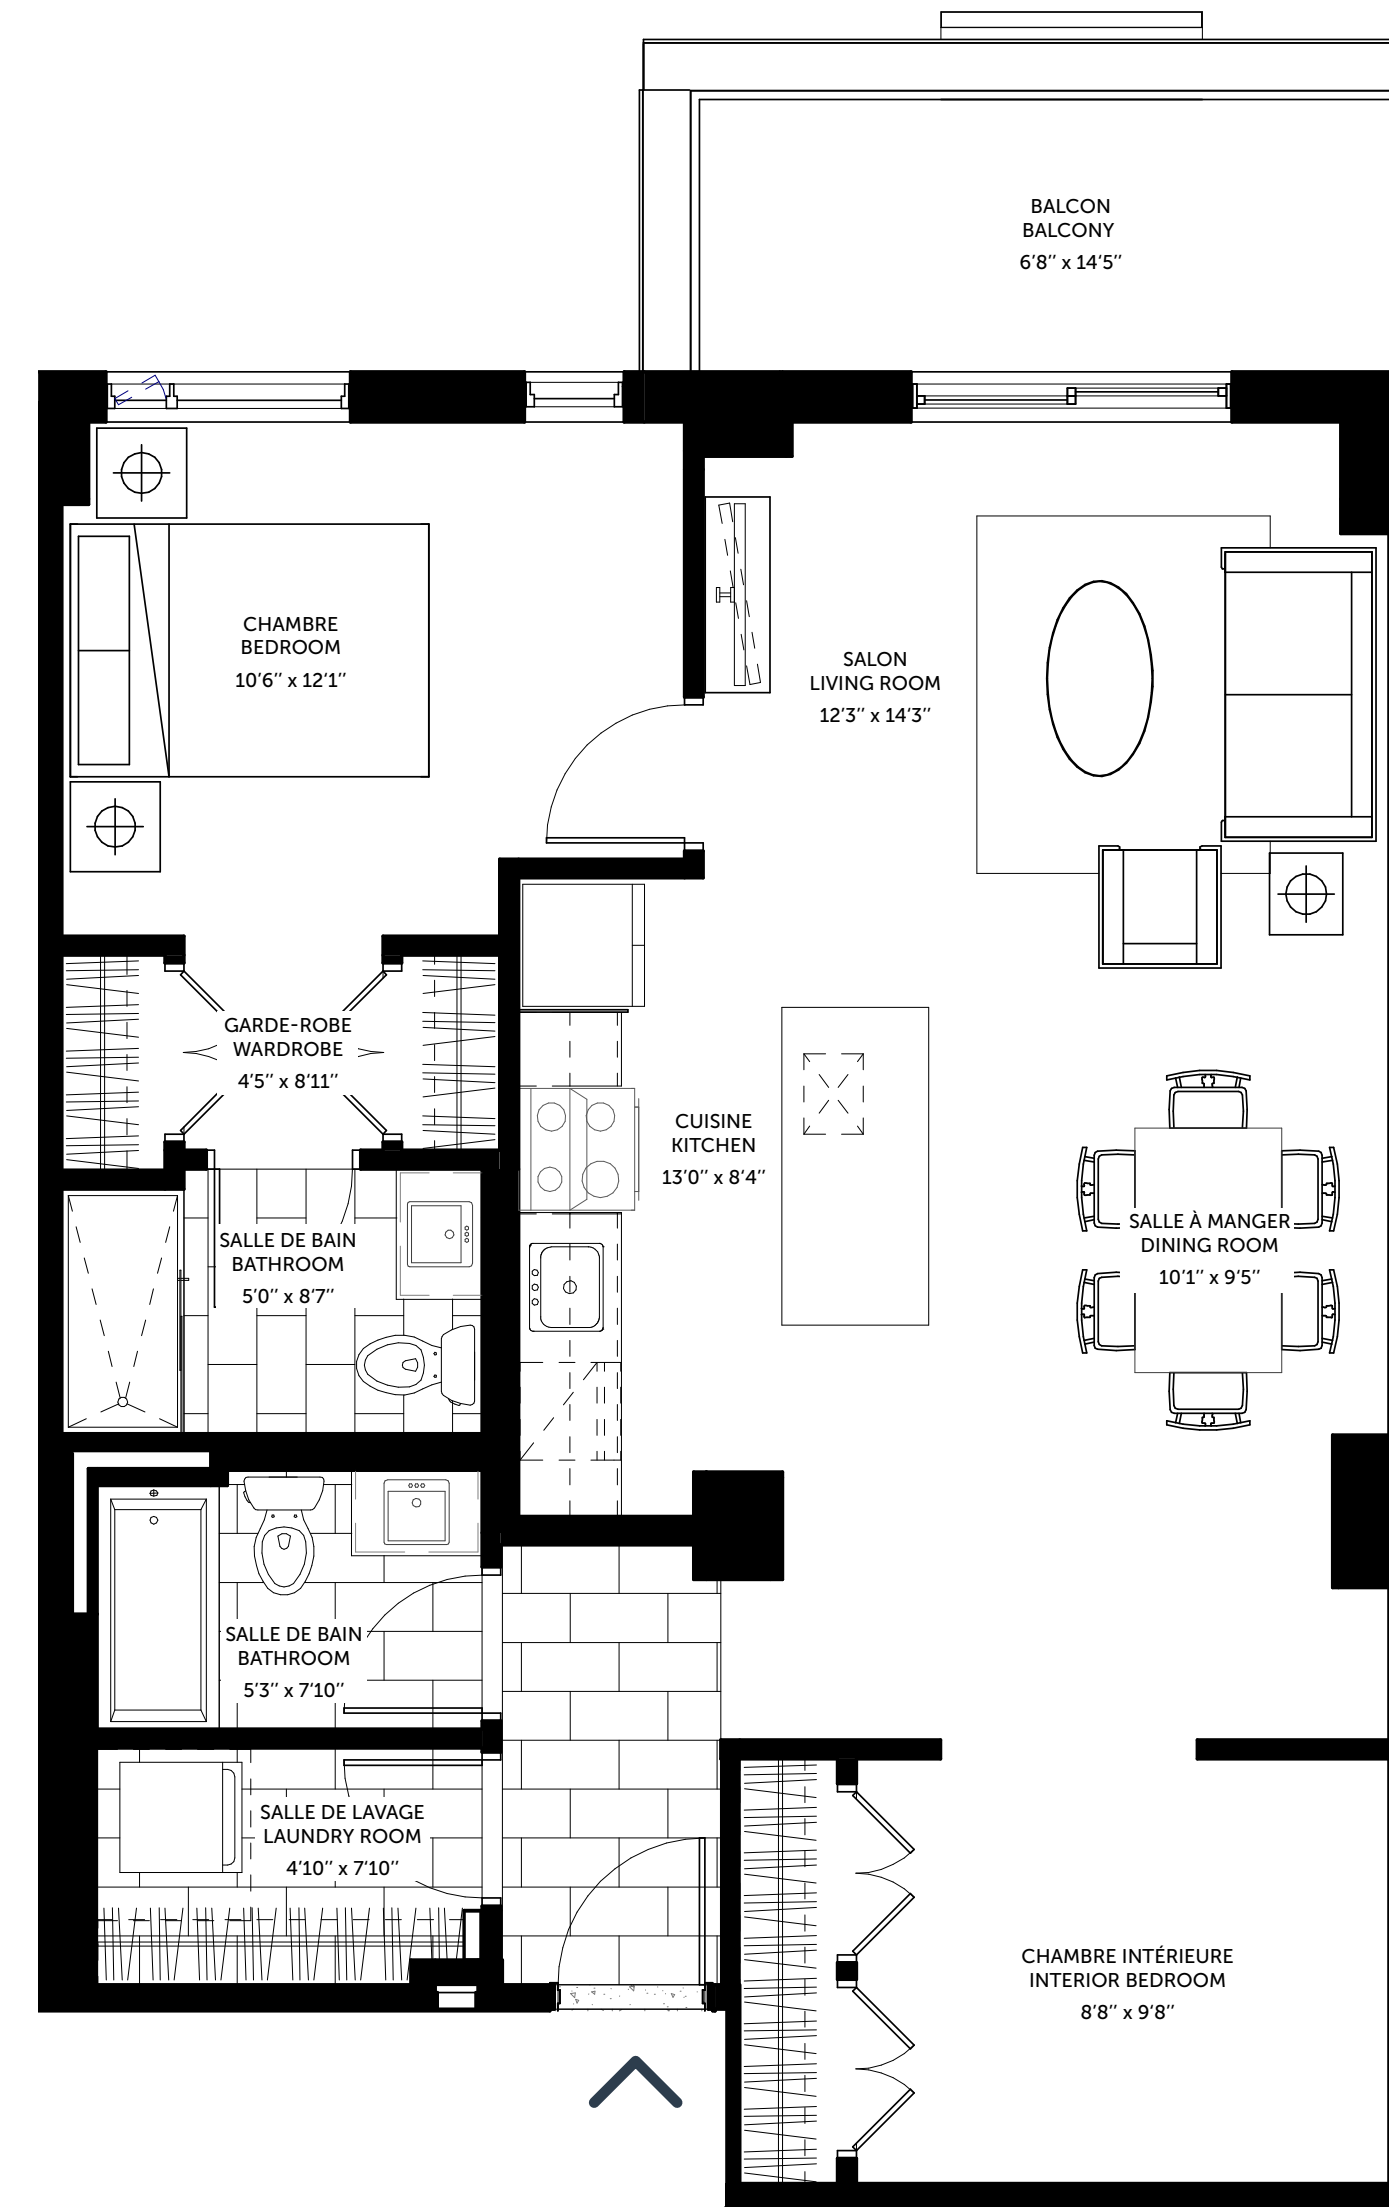 BALCON
BALCONY
6'8'' x 14'5''
CHAMBRE
BEDROOM
10'6'' x 12'1''
SALON
LIVING ROOM
12'3'' x 14'3''
GARDE-ROBE
WARDROBE
4'5'' x 8'11''
CUISINE
KITCHEN
13'0'' x 8'4''
SALLE À MANGER
DINING ROOM
10'1'' x 9'5''
SALLE DE BAIN
BATHROOM
5'0'' x 8'7''
SALLE DE BAIN
BATHROOM
5'3'' x 7'10''
SALLE DE LAVAGE
LAUNDRY ROOM
4'10'' x 7'10''
CHAMBRE INTÉRIEURE
INTERIOR BEDROOM
8'8'' x 9'8''